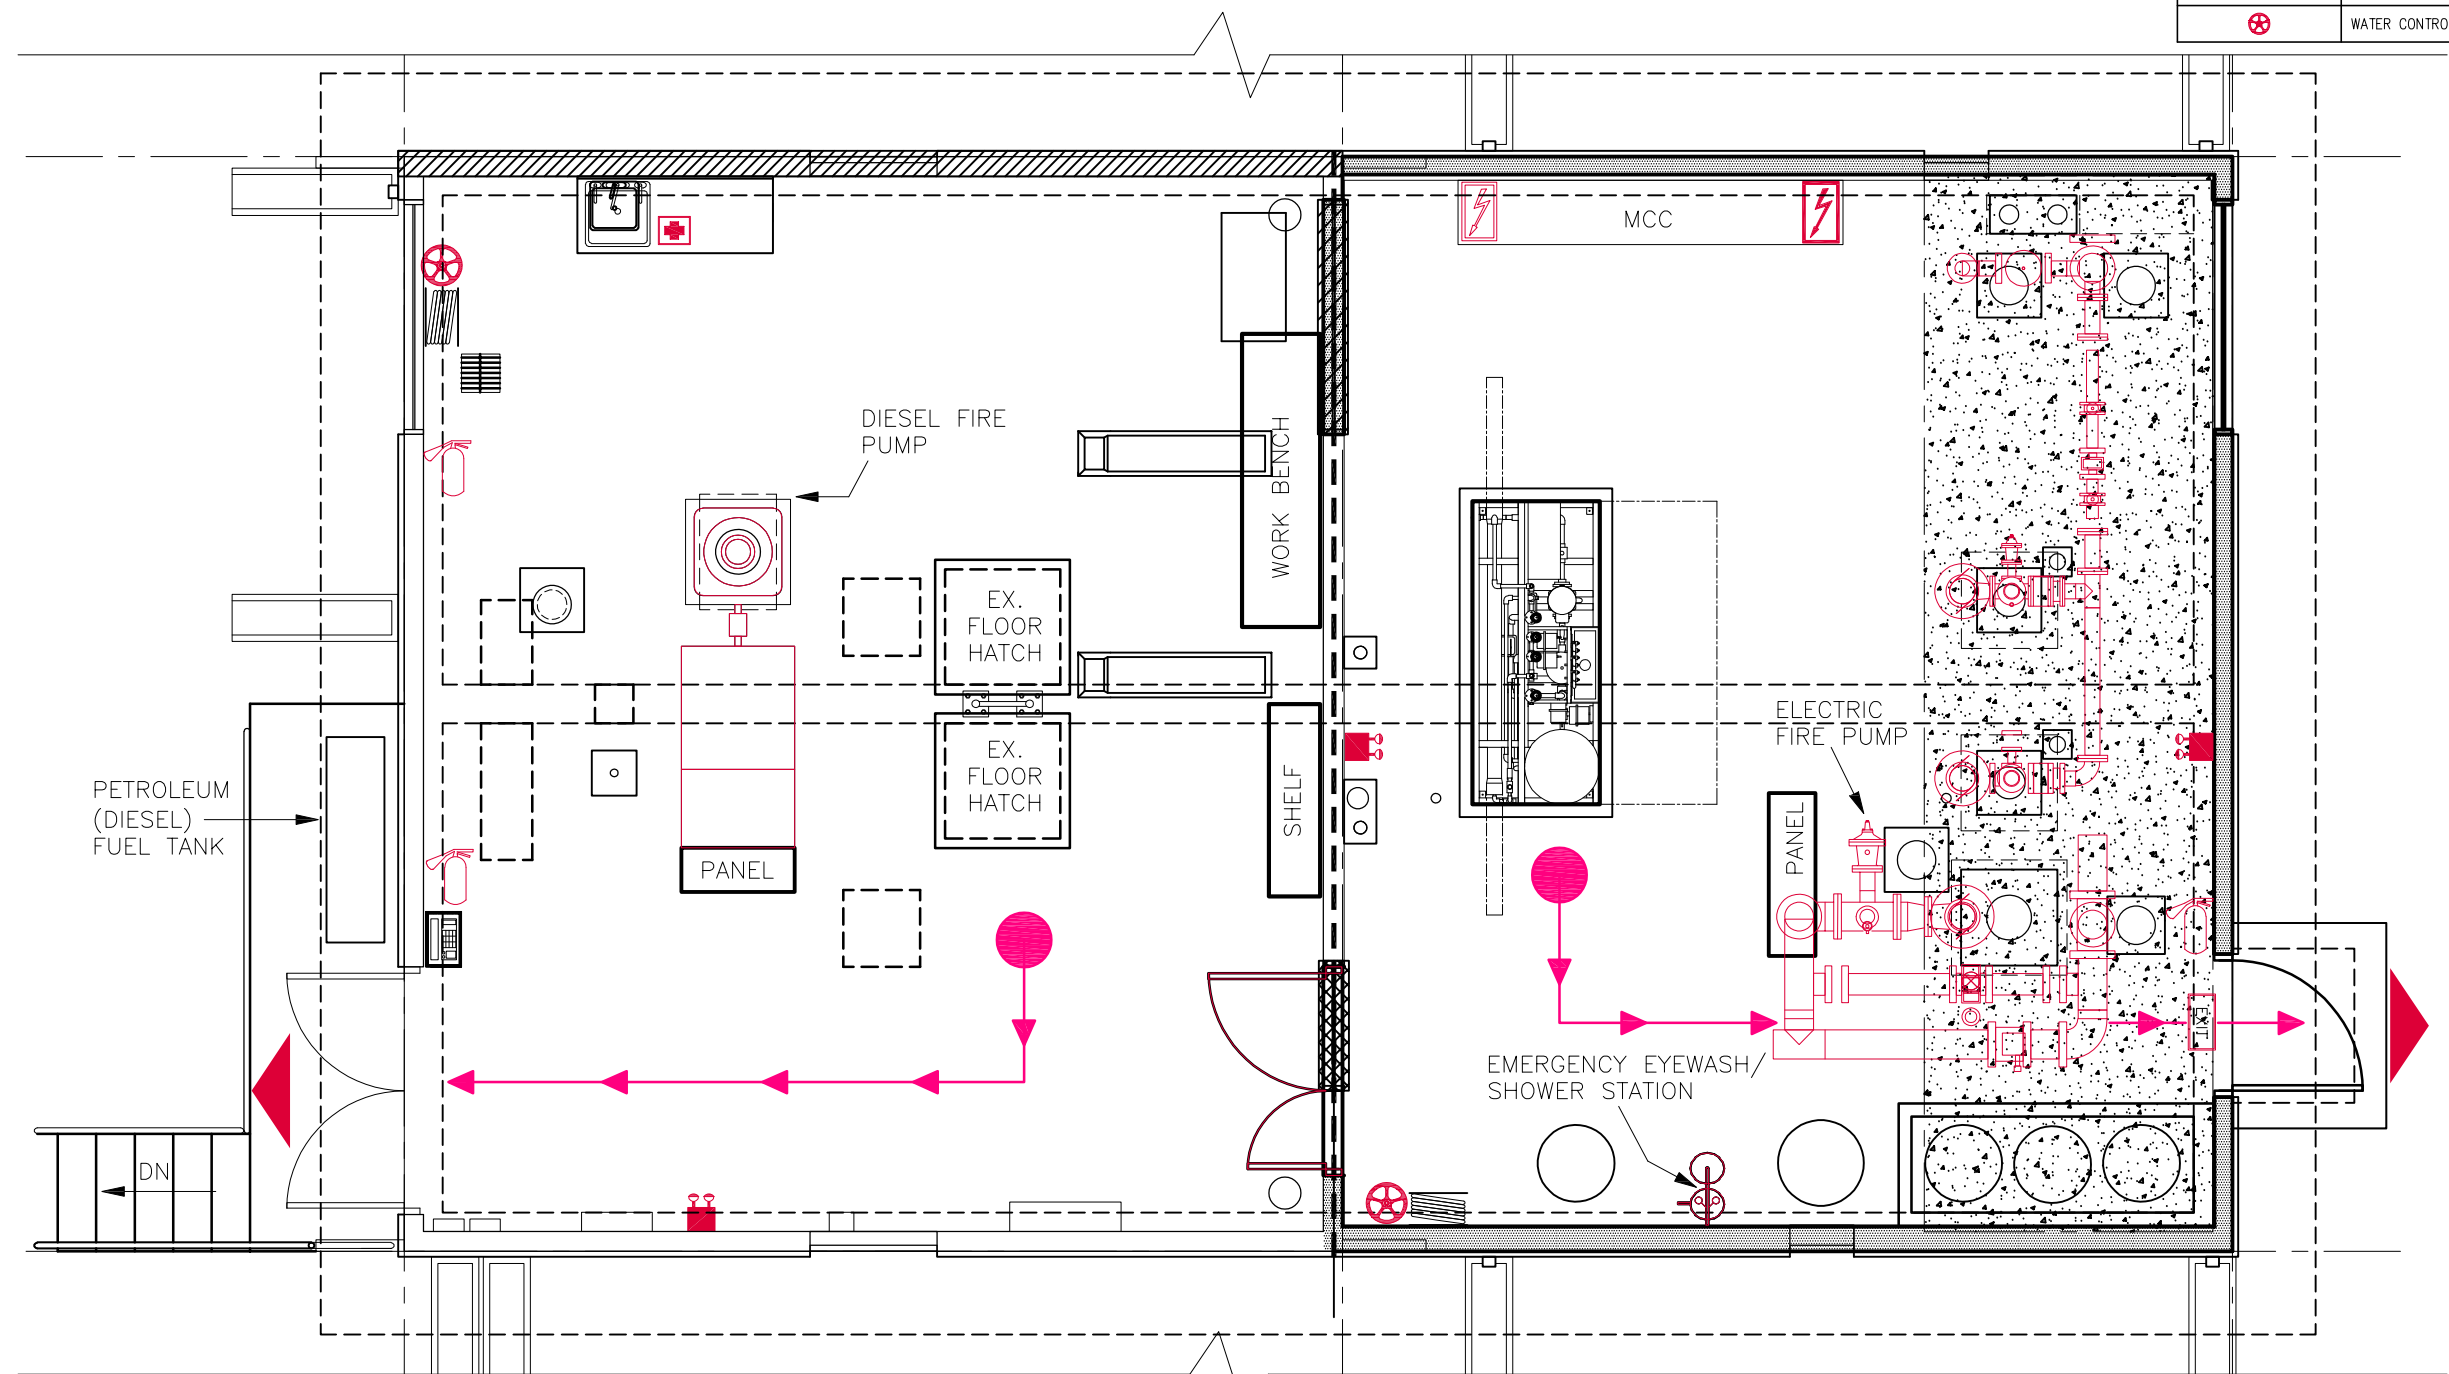 WATER CONTRO
MCC
DIESEL FIRE
PUMP
WORK BENCH
EX.
FLOOR
HATCH
EX.
FLOOR
HATCH
SHELF
PANEL
PETROLEUM
(DIESEL)
FUEL TANK
ELECTRIC
FIRE PUMP
PANEL
EXIT
EMERGENCY EYEWASH/
SHOWER STATION
DN